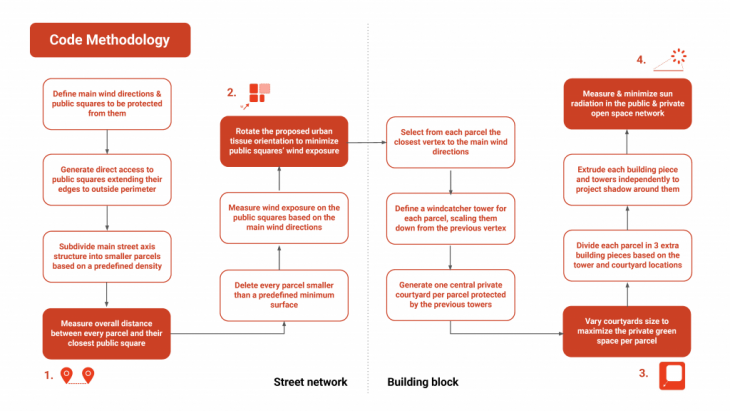 Code Methodology
Define main wind directions &
public squares to be protected
from them
Generate direct access to
public squares extending their
edges to outside perimeter
Subdivide main street axis
structure into smaller parcels
based on a predefined density
Measure overall distance
between every parcel and their
closest public square
1.
2.
Rotate the proposed urban
tissue orientation to minimize
public squares' wind exposure
Measure wind exposure on the
public squares based on the
main wind directions
Delete every parcel smaller
than a predefined minimum
surface
Street network
Select from each parcel the
closest vertex to the main wind
directions
Define a windcatcher tower for
each parcel, scaling them
down from the previous vertex
Generate one central private
courtyard per parcel protected
by the previous towers
Building block
4.
Measure & minimize sun
radiation in the public & private
open space network
Extrude each building piece
and towers independently to
project shadow around them
Divide each parcel in 3 extra
building pieces based on the
tower and courtyard locations
Vary courtyards size to
maximize the private green
space per parcel
3.